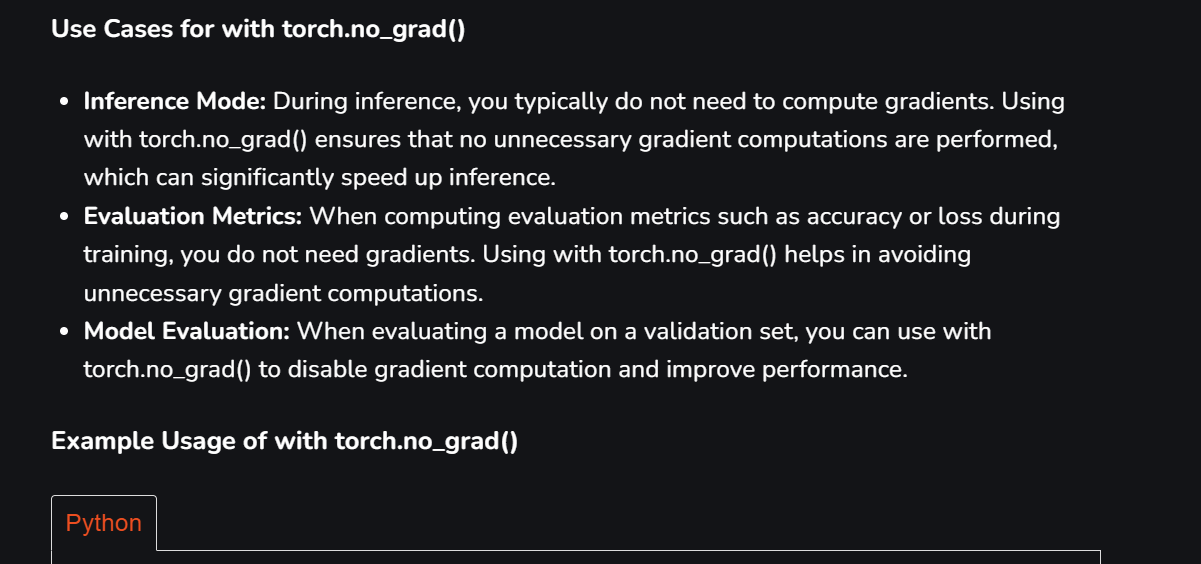 Use Cases for with torch.no_grad()
• Inference Mode: During inference, you typically do not need to compute gradients. Using
with torch.no_grad() ensures that no unnecessary gradient computations are performed,
which can significantly speed up inference.
• Evaluation Metrics: When computing evaluation metrics such as accuracy or loss during
training, you do not need gradients. Using with torch.no_grad() helps in avoiding
unnecessary gradient computations.
• Model Evaluation: When evaluating a model on a validation set, you can use with
torch.no_grad() to disable gradient computation and improve performance.
Example Usage of with torch.no_grad()
Python